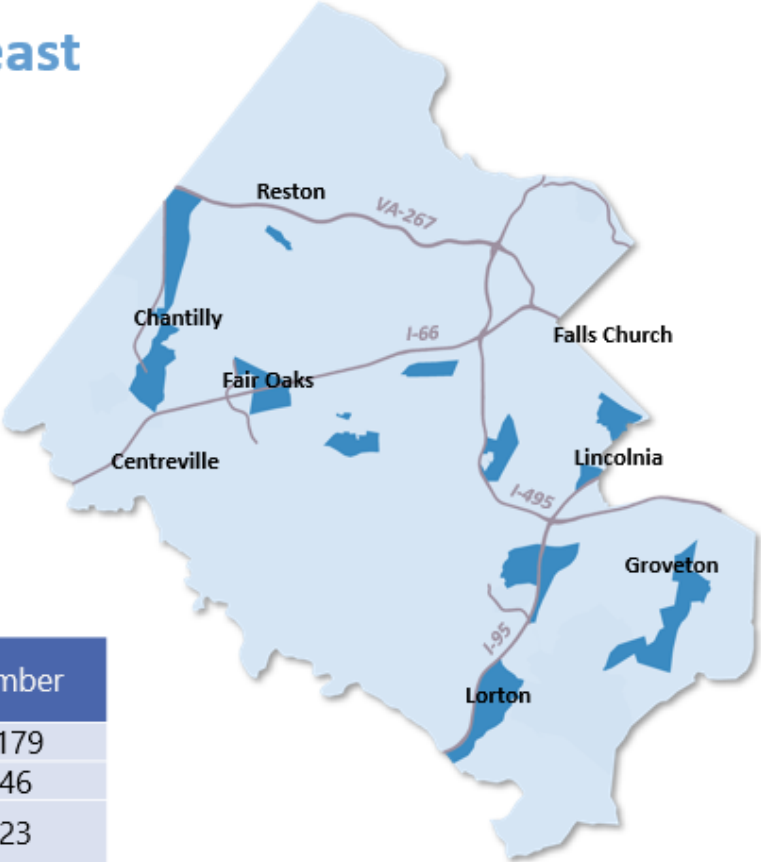 east
Reston
VA-267
Chantilly
I-66
Falls Church
Fair Oaks
Centreville
Lincolnia
I-495
Groveton
I-95
Lorton
mber
179
46
23